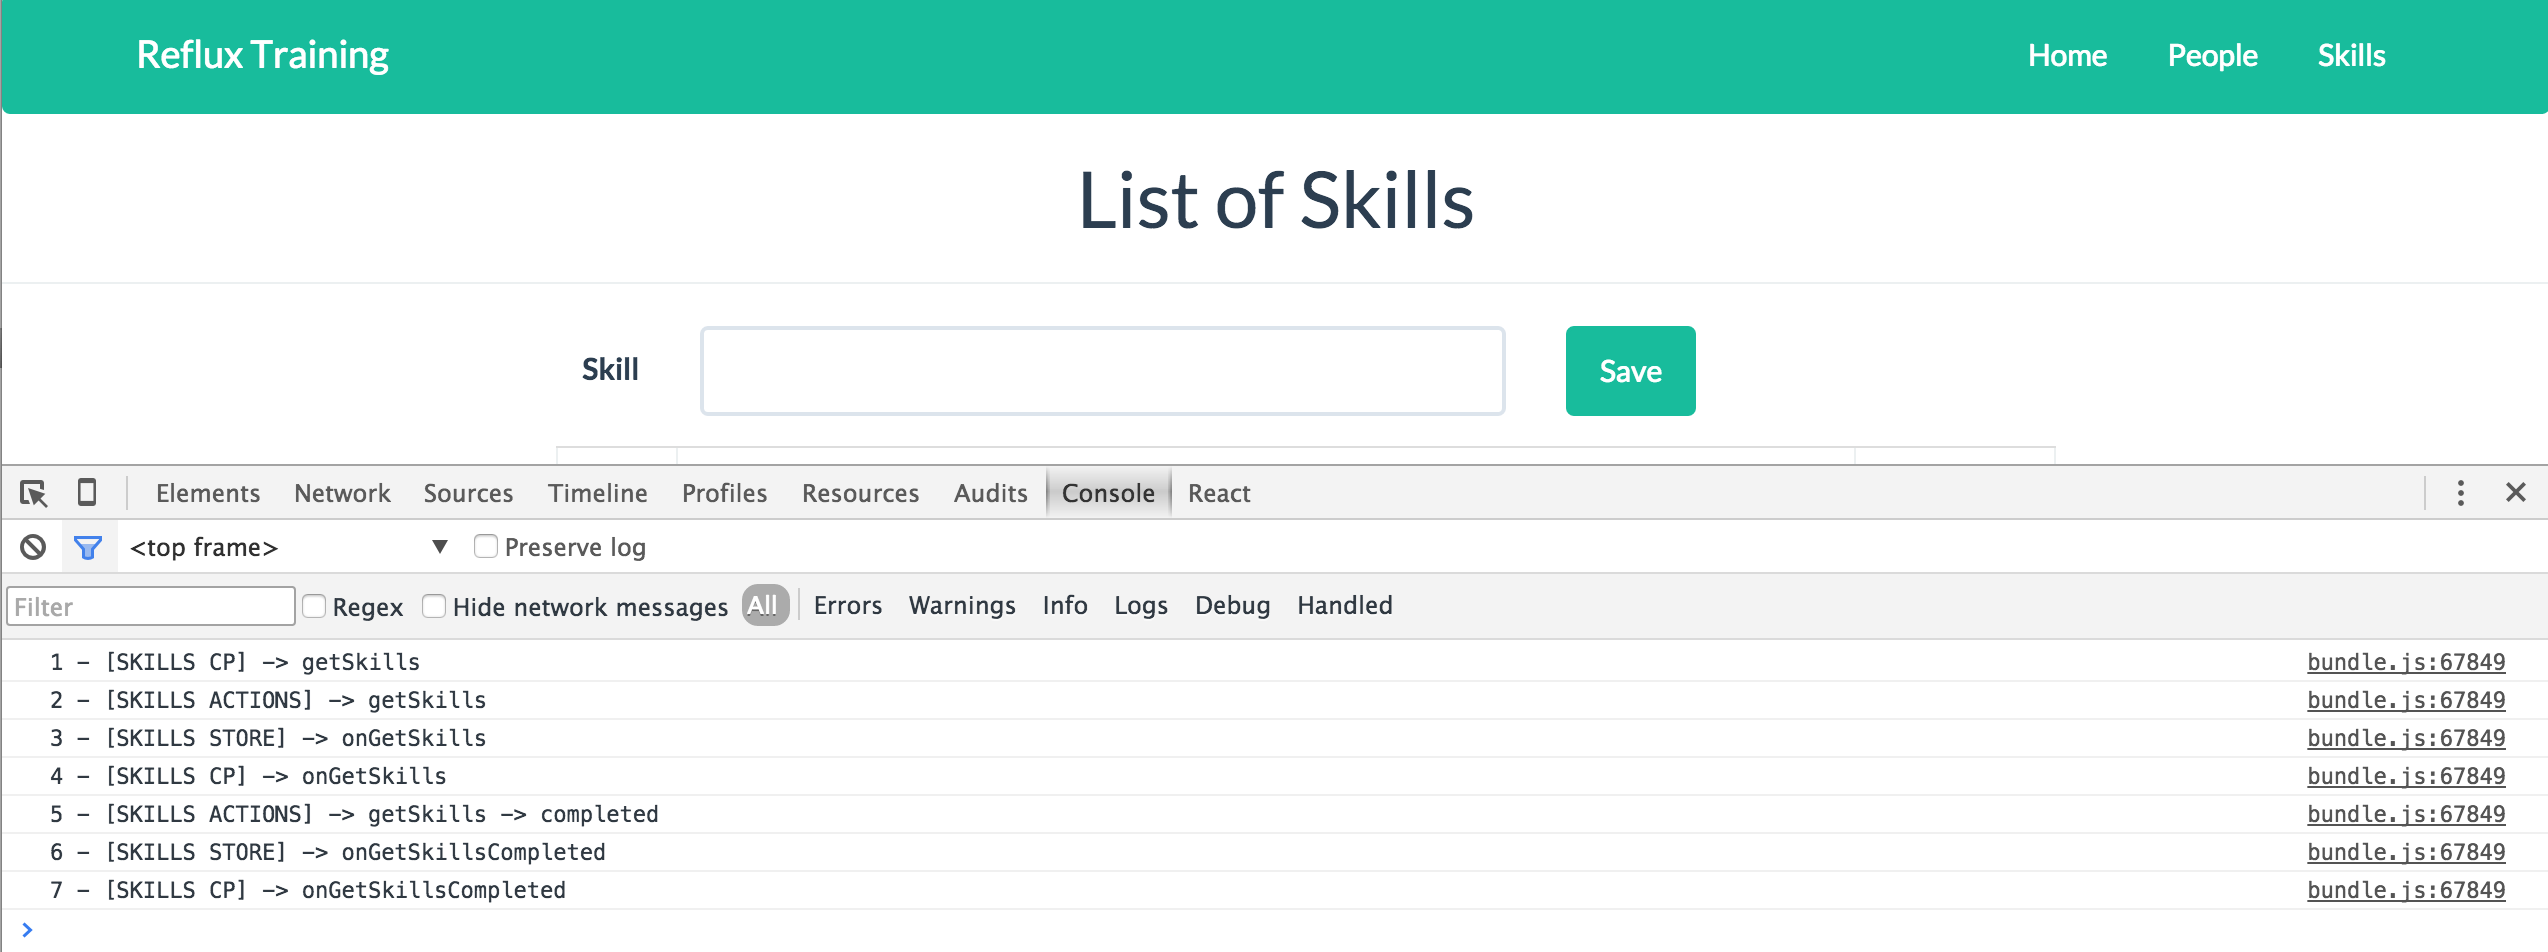 Reflux Training Home People Skills
List of Skills
Skill Save
Elements Network Sources Timeline Profiles Resources Audits Console React
<top frame> Preserve log
Filter Regex Hide network messages All Errors Warnings Info Logs Debug Handled
1 - [SKILLS CP] -> getSkills bundle.js:67849
2 - [SKILLS ACTIONS] -> getSkills bundle.js:67849
3 - [SKILLS STORE] -> onGetSkills bundle.js:67849
4 - [SKILLS CP] -> onGetSkills bundle.js:67849
5 - [SKILLS ACTIONS] -> getSkills -> completed bundle.js:67849
6 - [SKILLS STORE] -> onGetSkillsCompleted bundle.js:67849
7 - [SKILLS CP] -> onGetSkillsCompleted bundle.js:67849